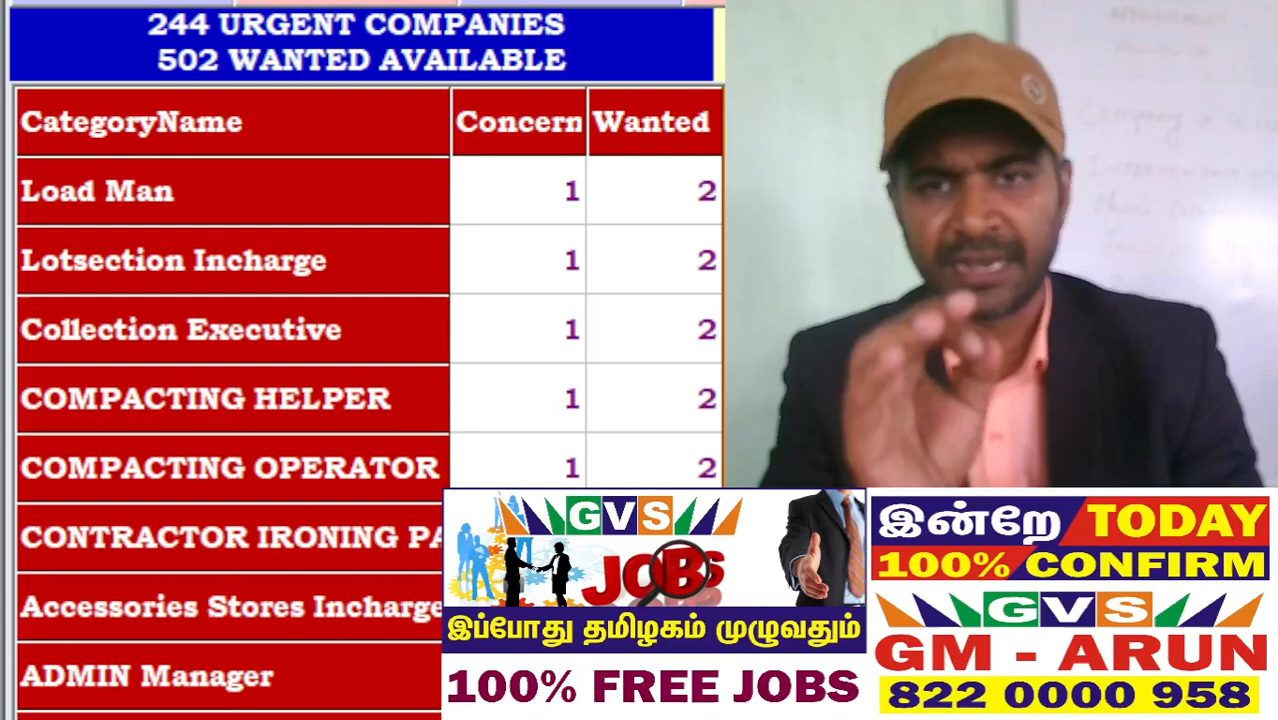 244 URGENT COMPANIES
502 WANTED AVAILABLE
CategoryName Concern Wanted
Load Man 1 2
Lotsection Incharge 1 2
Collection Executive 1 2
COMPACTING HELPER 1 2
COMPACTING OPERATOR 1 2
CONTRACTOR IRONING PA
Accessories Stores Incharge
ADMIN Manager
GVS
JOBS
இப்போது தமிழகம் முழுவதும்
100% FREE JOBS
இன்றே TODAY
100% CONFIRM
GVS
GM - ARUN
822 0000 958